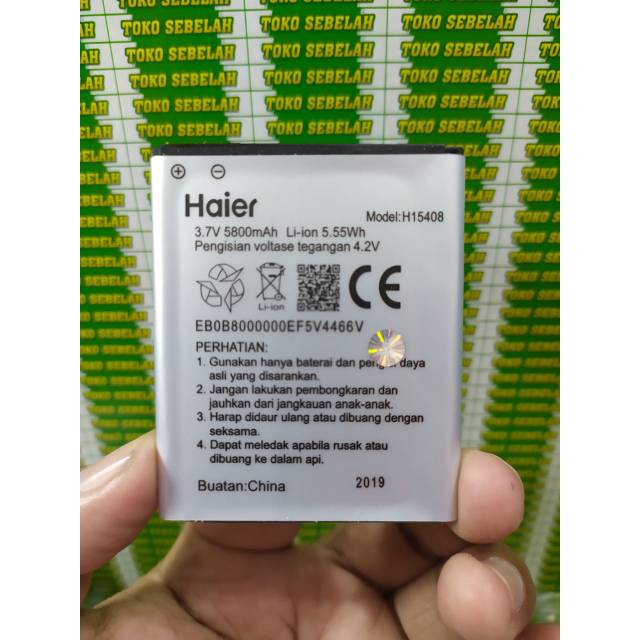 TOKO SEBELAH
Haier
Model:H15408
3.7V 5800mAh Li-ion 5.55Wh
Pengisian voltase tegangan 4.2V
Li-ion
CE
EB0B8000000EF5V4466V
PERHATIAN:
1. Gunakan hanya baterai dan daya
asli yang disarankan.
2. Jangan lakukan pembongkaran dan
jauhkan dari jangkauan anak-anak.
3. Harap didaur ulang atau dibuang dengan
seksama.
4. Dapat meledak apabila rusak atau
dibuang ke dalam api.
Buatan:China
2019